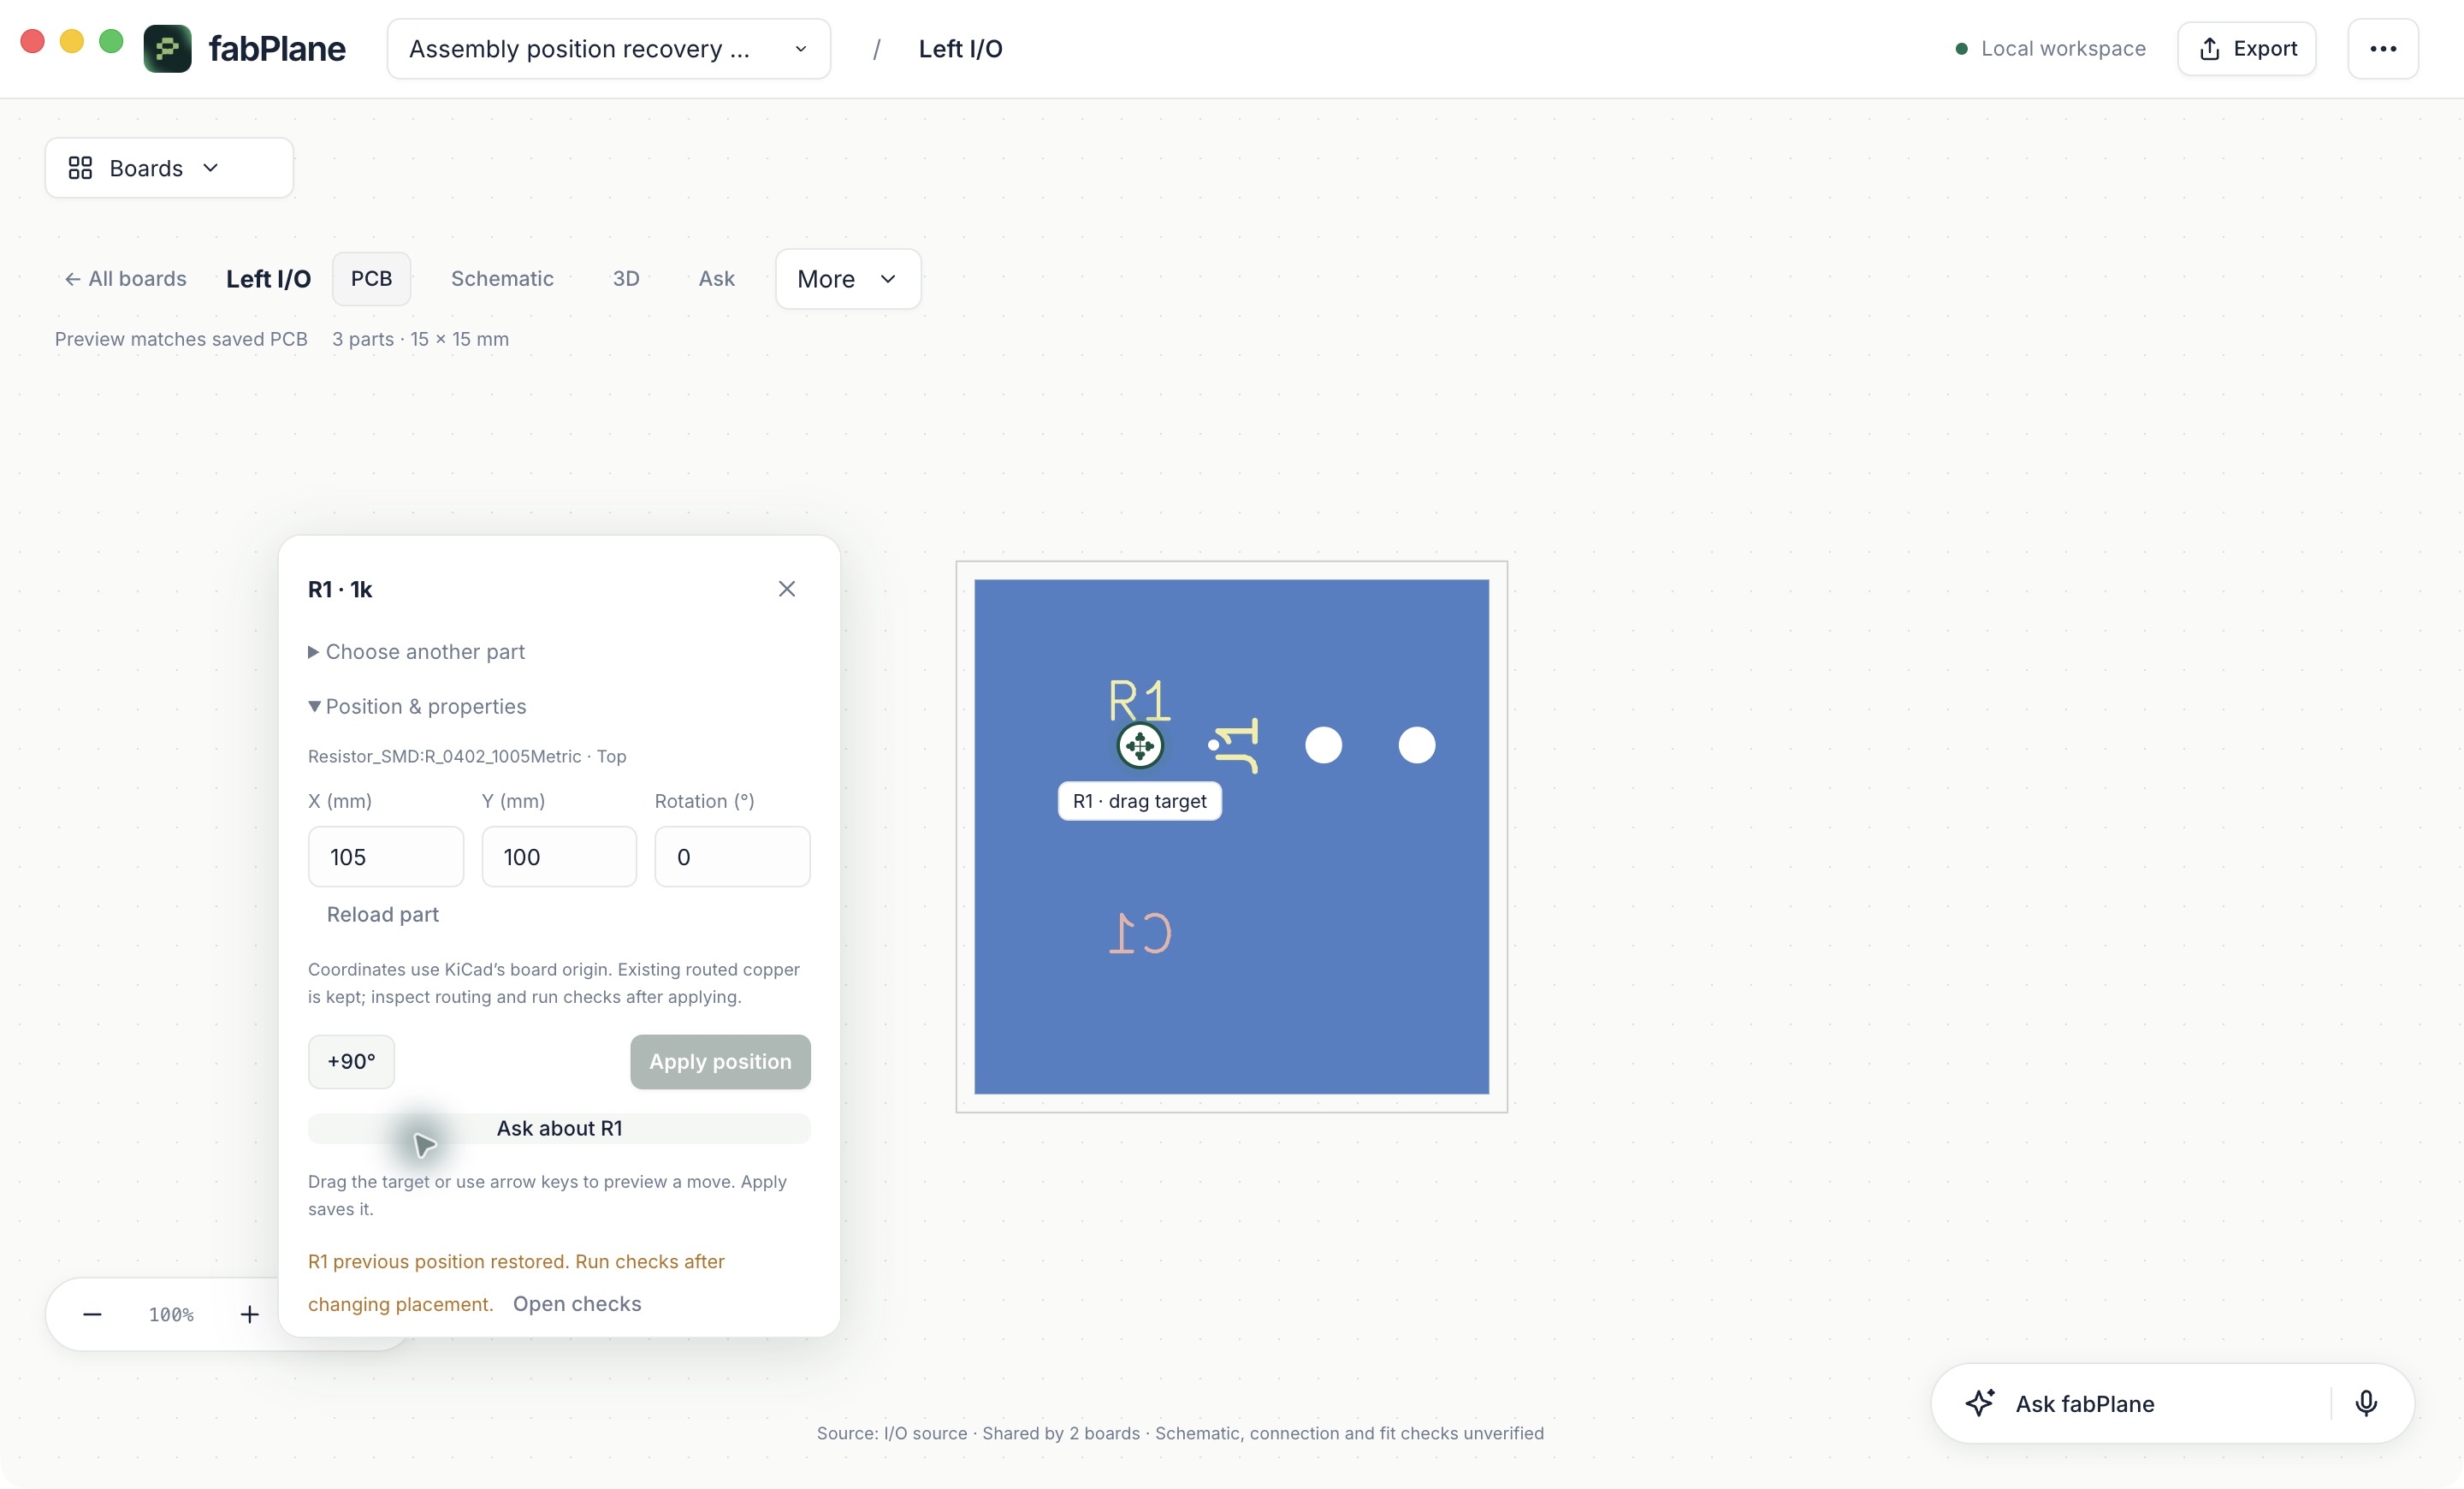 fabPlane
Assembly position recovery ...
/
Left I/O
Local workspace
Export
Boards
← All boards
Left I/O
PCB
Schematic
3D
Ask
More
Preview matches saved PCB
3 parts · 15 × 15 mm
R1 · 1k
Choose another part
Position & properties
Resistor_SMD:R_0402_1005Metric · Top
X (mm)
Y (mm)
Rotation (°)
105
100
0
Reload part
Coordinates use KiCad’s board origin. Existing routed copper
is kept; inspect routing and run checks after applying.
+90°
Apply position
Ask about R1
Drag the target or use arrow keys to preview a move. Apply
saves it.
R1 previous position restored. Run checks after
changing placement.
Open checks
100%
R1
J1
R1 · drag target
C1
Ask fabPlane
Source: I/O source · Shared by 2 boards · Schematic, connection and fit checks unverified